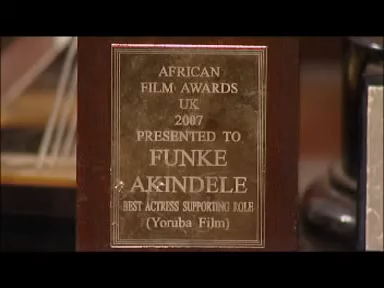 AFRICAN
FILM AWARDS
UK
2007
PRESENTED TO
FUNKE
AKINDELE
BEST ACTRESS SUPPORTING ROLE
(Yoruba Film)